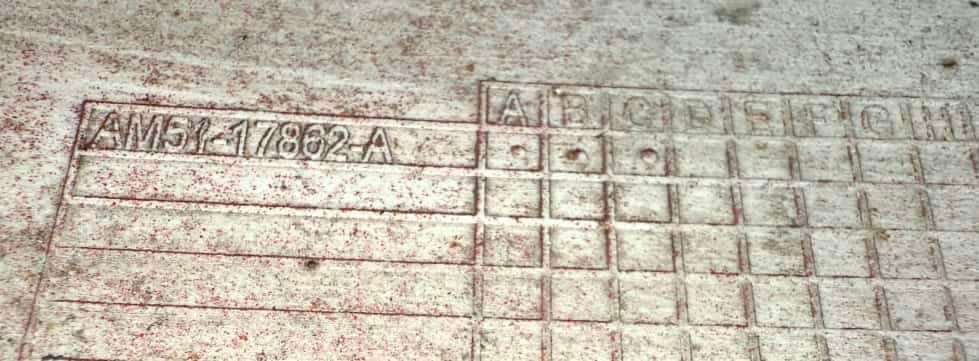 A B C D E F G H
AM51-17862-A